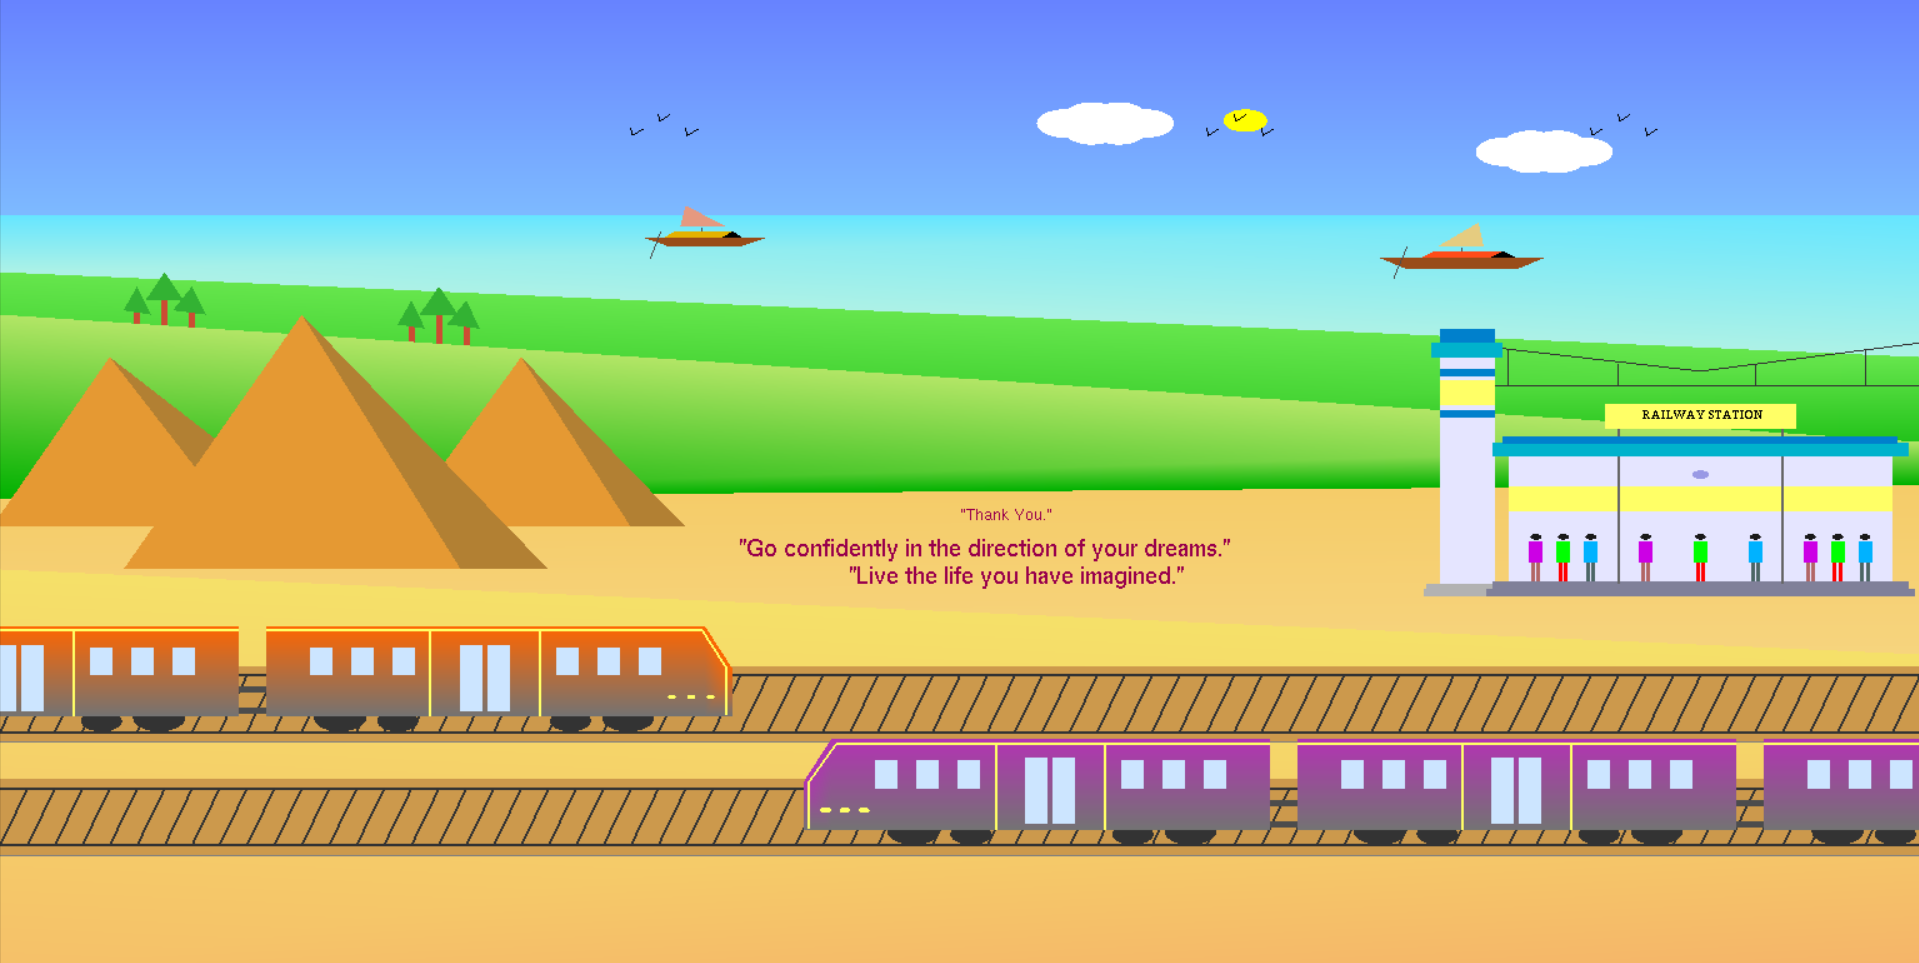 RAILWAY STATION
"Thank You."
"Go confidently in the direction of your dreams."
"Live the life you have imagined."